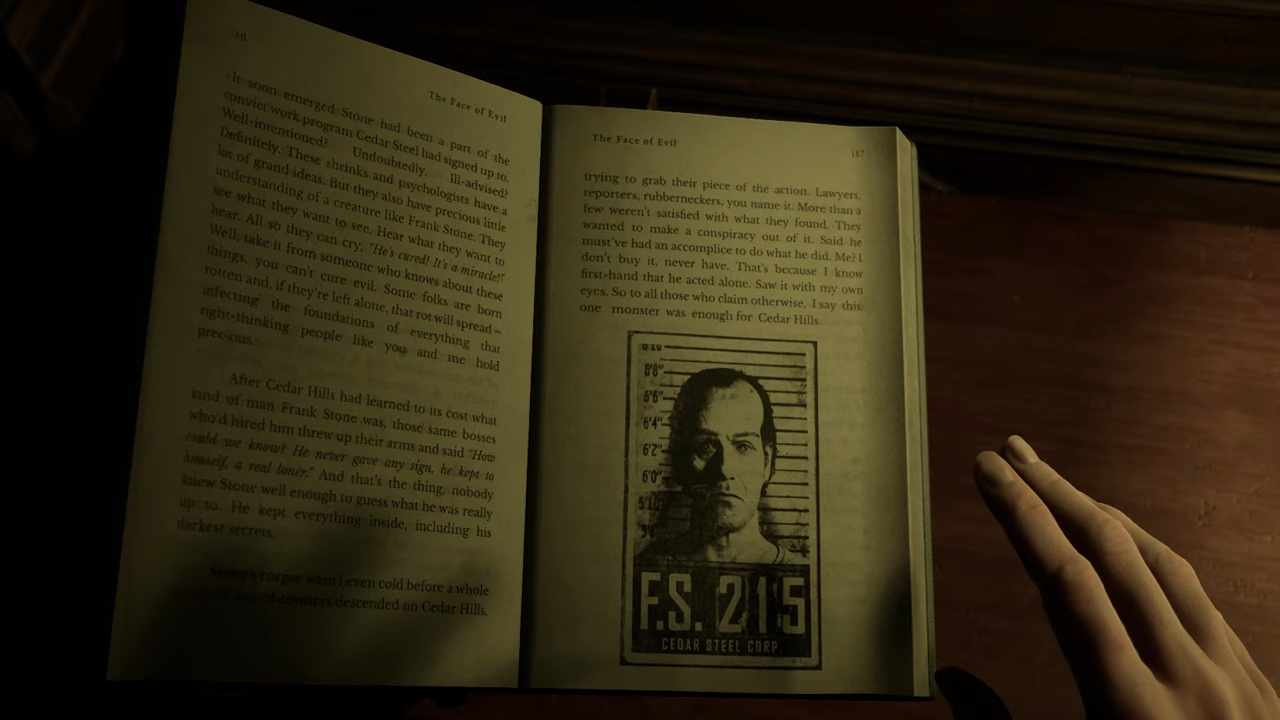 186
The Face of Evil
It soon emerged Stone had been a part of the
convict work program Cedar Steel had signed up to.
Well-intentioned? Undoubtedly. Ill-advised?
Definitely. These shrinks and psychologists have a
lot of grand ideas. But they also have precious little
understanding of a creature like Frank Stone. They
see what they want to see. Hear what they want to
hear. All so they can cry, "He's cured! It's a miracle!"
Well, take it from someone who knows about these
things, you can't cure evil. Some folks are born
rotten and, if they're left alone, that rot will spread –
infecting the foundations of everything that
right-thinking people like you and me hold
precious.
After Cedar Hills had learned to its cost what
kind of man Frank Stone was, those same bosses
who'd hired him threw up their arms and said "How
could we know? He never gave any sign, he kept to
himself, a real loner." And that's the thing, nobody
knew Stone well enough to guess what he was really
up to. He kept everything inside, including his
darkest secrets.
Stone's corpse wasn't even cold before a whole
out-of-towners descended on Cedar Hills,
The Face of Evil
187
trying to grab their piece of the action. Lawyers,
reporters, rubberneckers, you name it. More than a
few weren't satisfied with what they found. They
wanted to make a conspiracy out of it. Said he
must've had an accomplice to do what he did. Me? I
don't buy it, never have. That's because I know
first-hand that he acted alone. Saw it with my own
eyes. So to all those who claim otherwise, I say this:
one monster was enough for Cedar Hills.
6'10"
6'8"
6'6"
6'4"
6'2"
6'0"
5'10"
F.S. 215
CEDAR STEEL CORP.